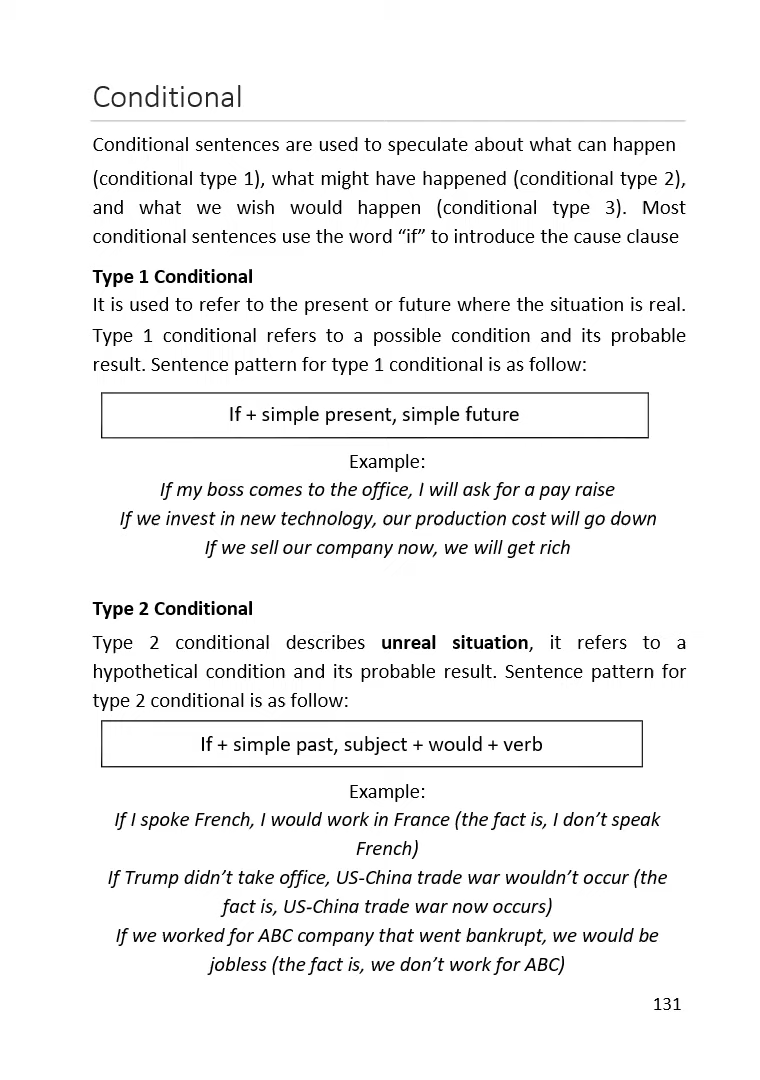 Conditional
Conditional sentences are used to speculate about what can happen
(conditional type 1), what might have happened (conditional type 2),
and what we wish would happen (conditional type 3). Most
conditional sentences use the word “if” to introduce the cause clause
Type 1 Conditional
It is used to refer to the present or future where the situation is real.
Type 1 conditional refers to a possible condition and its probable
result. Sentence pattern for type 1 conditional is as follow:
If + simple present, simple future
Example:
If my boss comes to the office, I will ask for a pay raise
If we invest in new technology, our production cost will go down
If we sell our company now, we will get rich
Type 2 Conditional
Type 2 conditional describes unreal situation, it refers to a
hypothetical condition and its probable result. Sentence pattern for
type 2 conditional is as follow:
If + simple past, subject + would + verb
Example:
If I spoke French, I would work in France (the fact is, I don’t speak
French)
If Trump didn’t take office, US-China trade war wouldn’t occur (the
fact is, US-China trade war now occurs)
If we worked for ABC company that went bankrupt, we would be
jobless (the fact is, we don’t work for ABC)
131